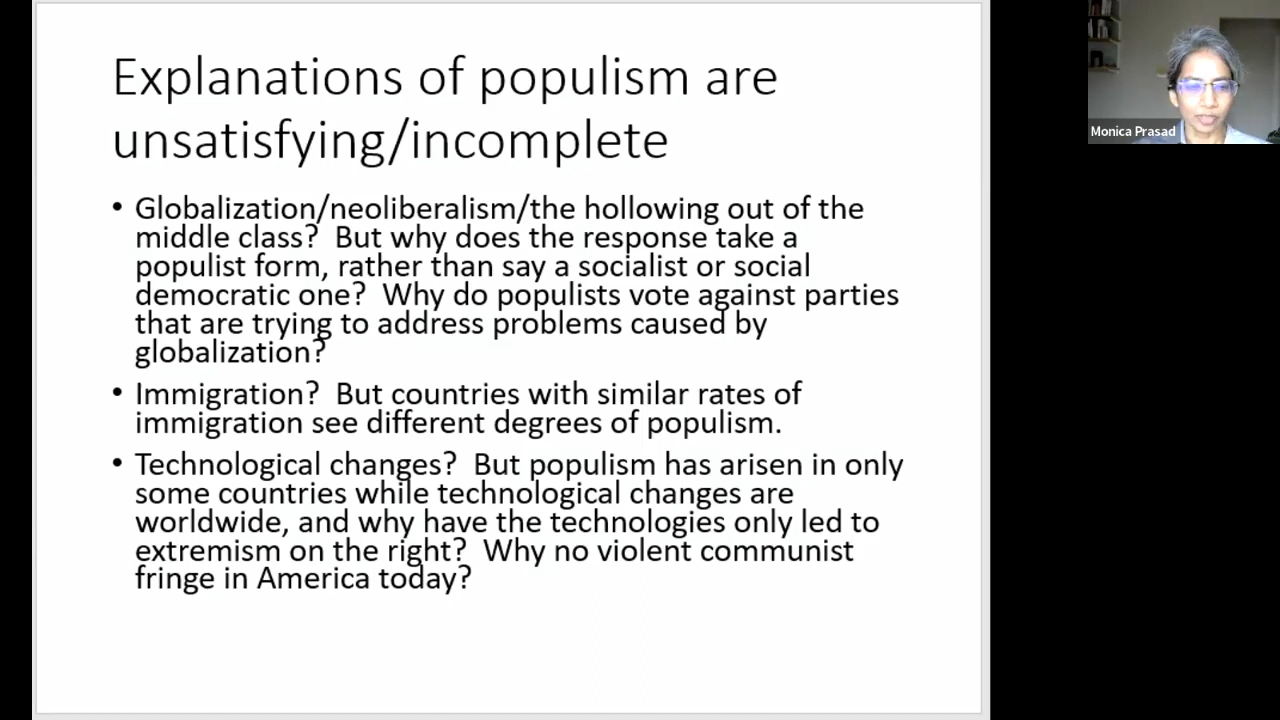 Explanations of populism are
unsatisfying/incomplete
• Globalization/neoliberalism/the hollowing out of the
middle class?  But why does the response take a
populist form, rather than say a socialist or social
democratic one?  Why do populists vote against parties
that are trying to address problems caused by
globalization?
• Immigration?  But countries with similar rates of
immigration see different degrees of populism.
• Technological changes?  But populism has arisen in only
some countries while technological changes are
worldwide, and why have the technologies only led to
extremism on the right?  Why no violent communist
fringe in America today?
Monica Prasad